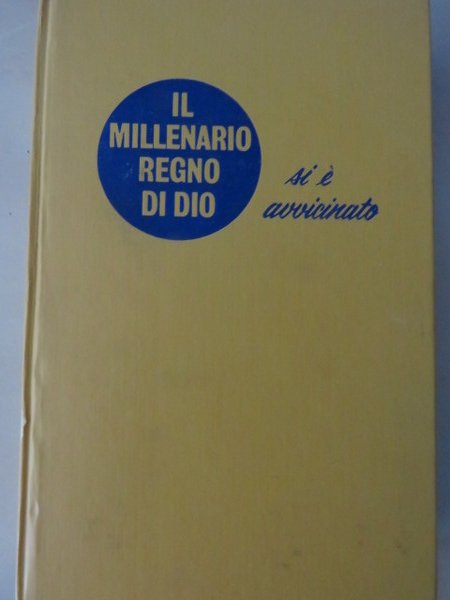 IL
MILLENARIO
REGNO
DI DIO
si è
avvicinato